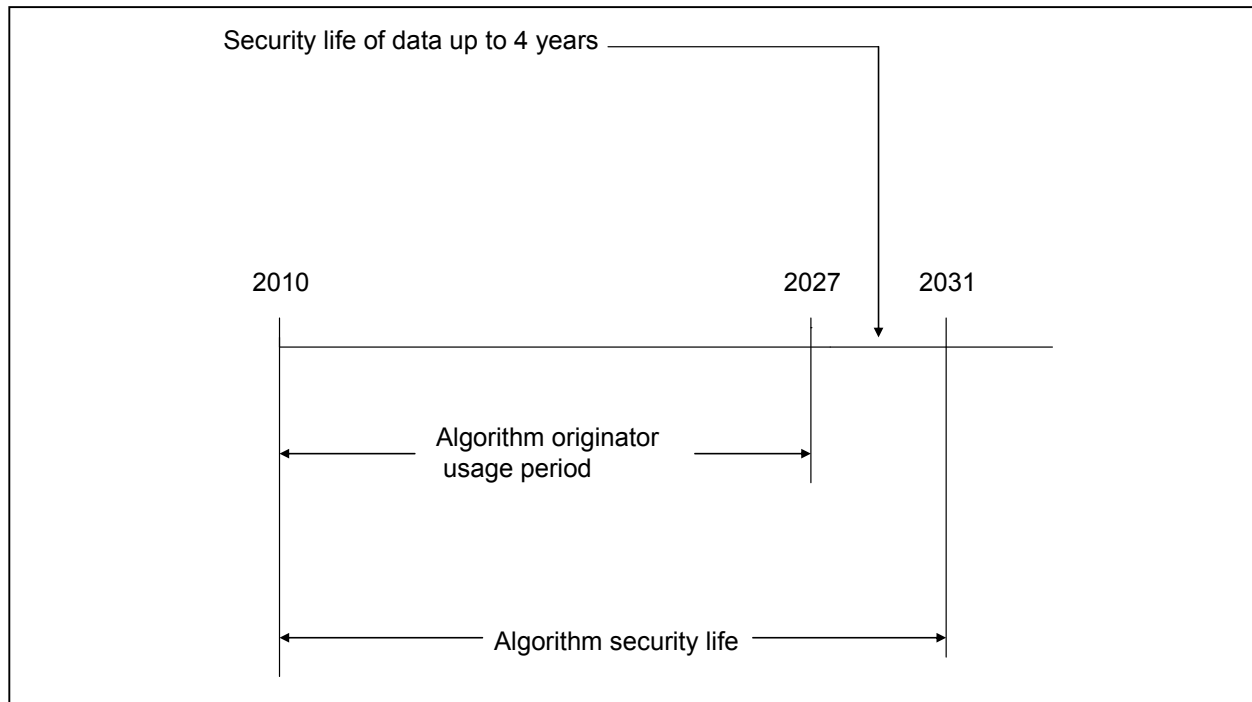 Security life of data up to 4 years
2010
2027
2031
Algorithm originator
usage period
Algorithm security life